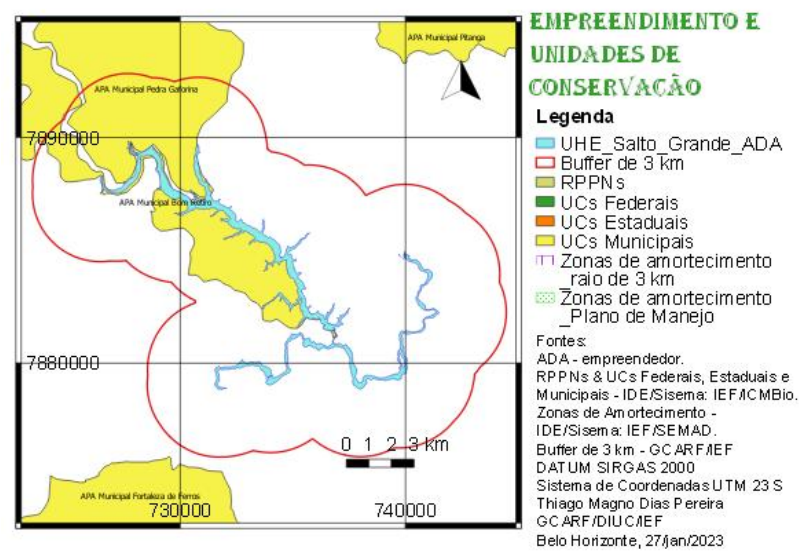 EMPREENDIMENTO E
UNIDADES DE
CONSERVAÇÃO
APA Municipal Pitanga
APA Municipal Pedra Gaforina
7890000
APA Municipal Bom Retiro
7880000
0 1 2 3 km
APA Municipal Fortaleza de Ferros
730000
740000
Legenda
UHE_Salto_Grande_ADA
Buffer de 3 km
RPPNs
UCs Federais
UCs Estaduais
UCs Municipais
Zonas de amortecimento
_raio de 3 km
Zonas de amortecimento
_Plano de Manejo
Fontes:
ADA - empreendedor.
RPPNs & UCs Federais, Estaduais e
Municipais - IDE/Sisema: IEF/ICMBio.
Zonas de Amortecimento -
IDE/Sisema: IEF/SEMAD.
Buffer de 3 km - GCARF/IEF
DATUM SIRGAS 2000
Sistema de Coordenadas UTM 23 S
Thiago Magno Dias Pereira
GCARF/DIUC/IEF
Belo Horizonte, 27/jan/2023